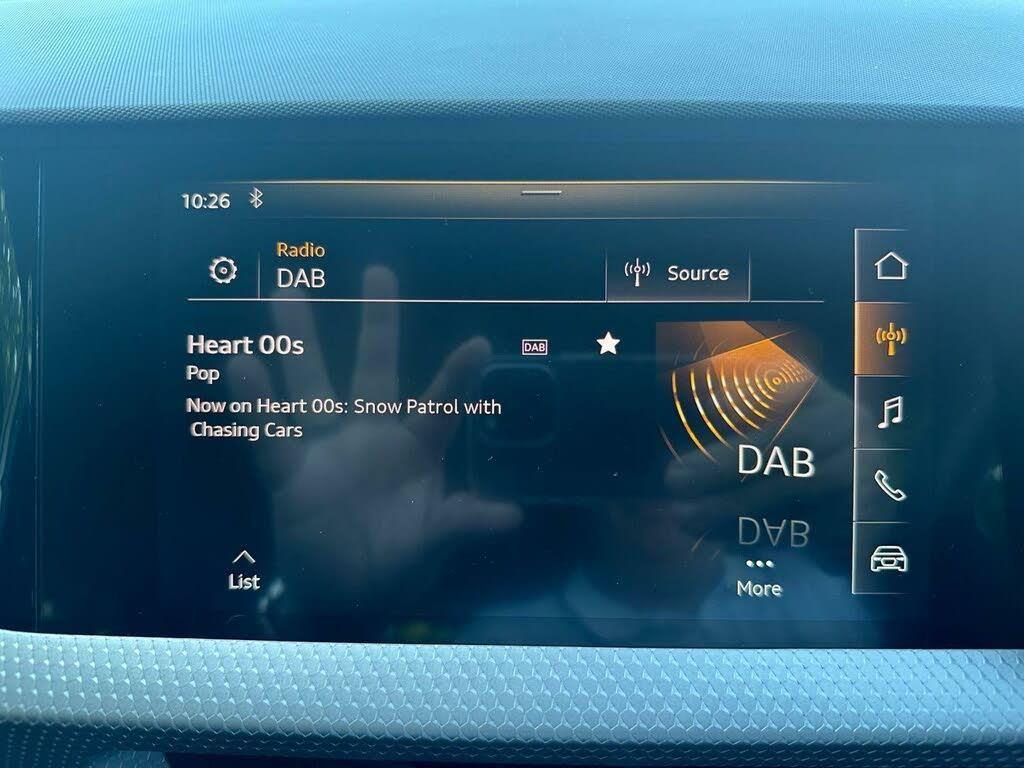 10:26
Radio
DAB
Source
Heart 00s
DAB
Pop
Now on Heart 00s: Snow Patrol with
Chasing Cars
DAB
DAB
List
More